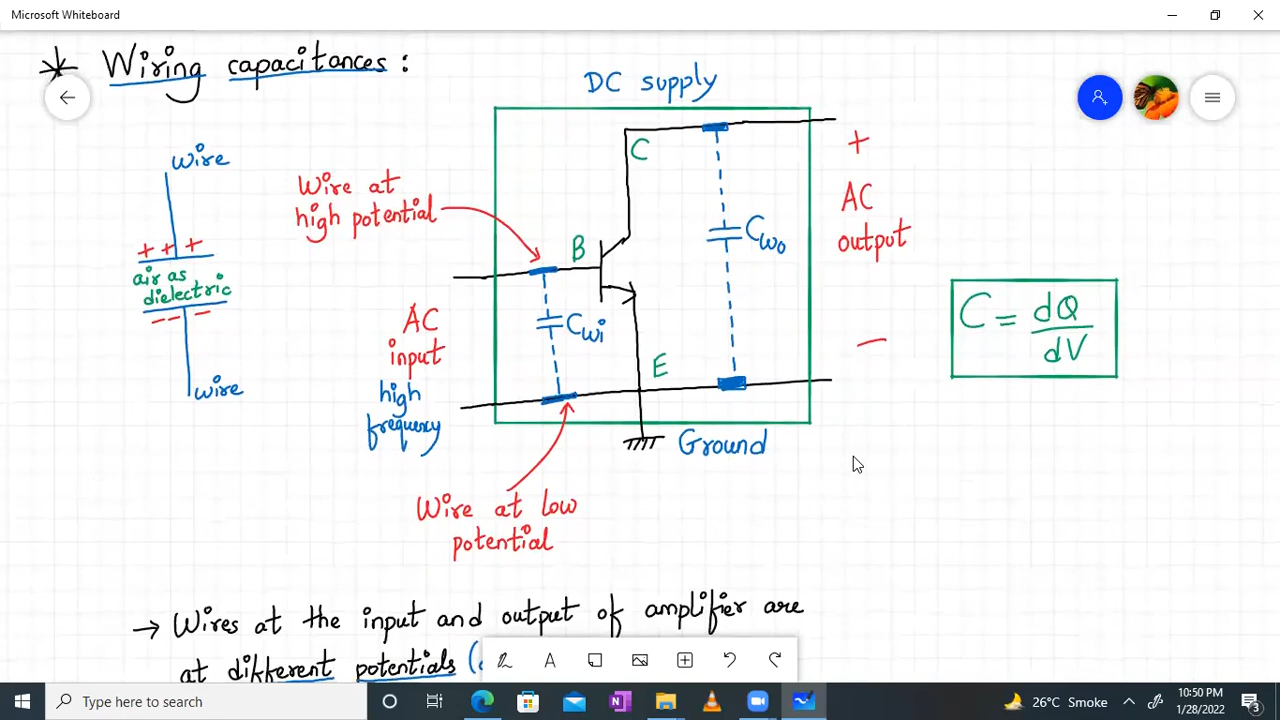 Microsoft Whiteboard
* Wiring capacitances :
DC supply
wire
C
+
Wire at
high potential
AC
output
B
Cwo
+ + +
air as
dielectric
- - -
AC
input
Cwi
C = dQ
dV
-
E
wire
high
frequency
Ground
Wire at low
potential
→ Wires at the input and output of amplifier are
at different potentials (
Type here to search
26°C Smoke
10:50 PM
1/28/2022
3